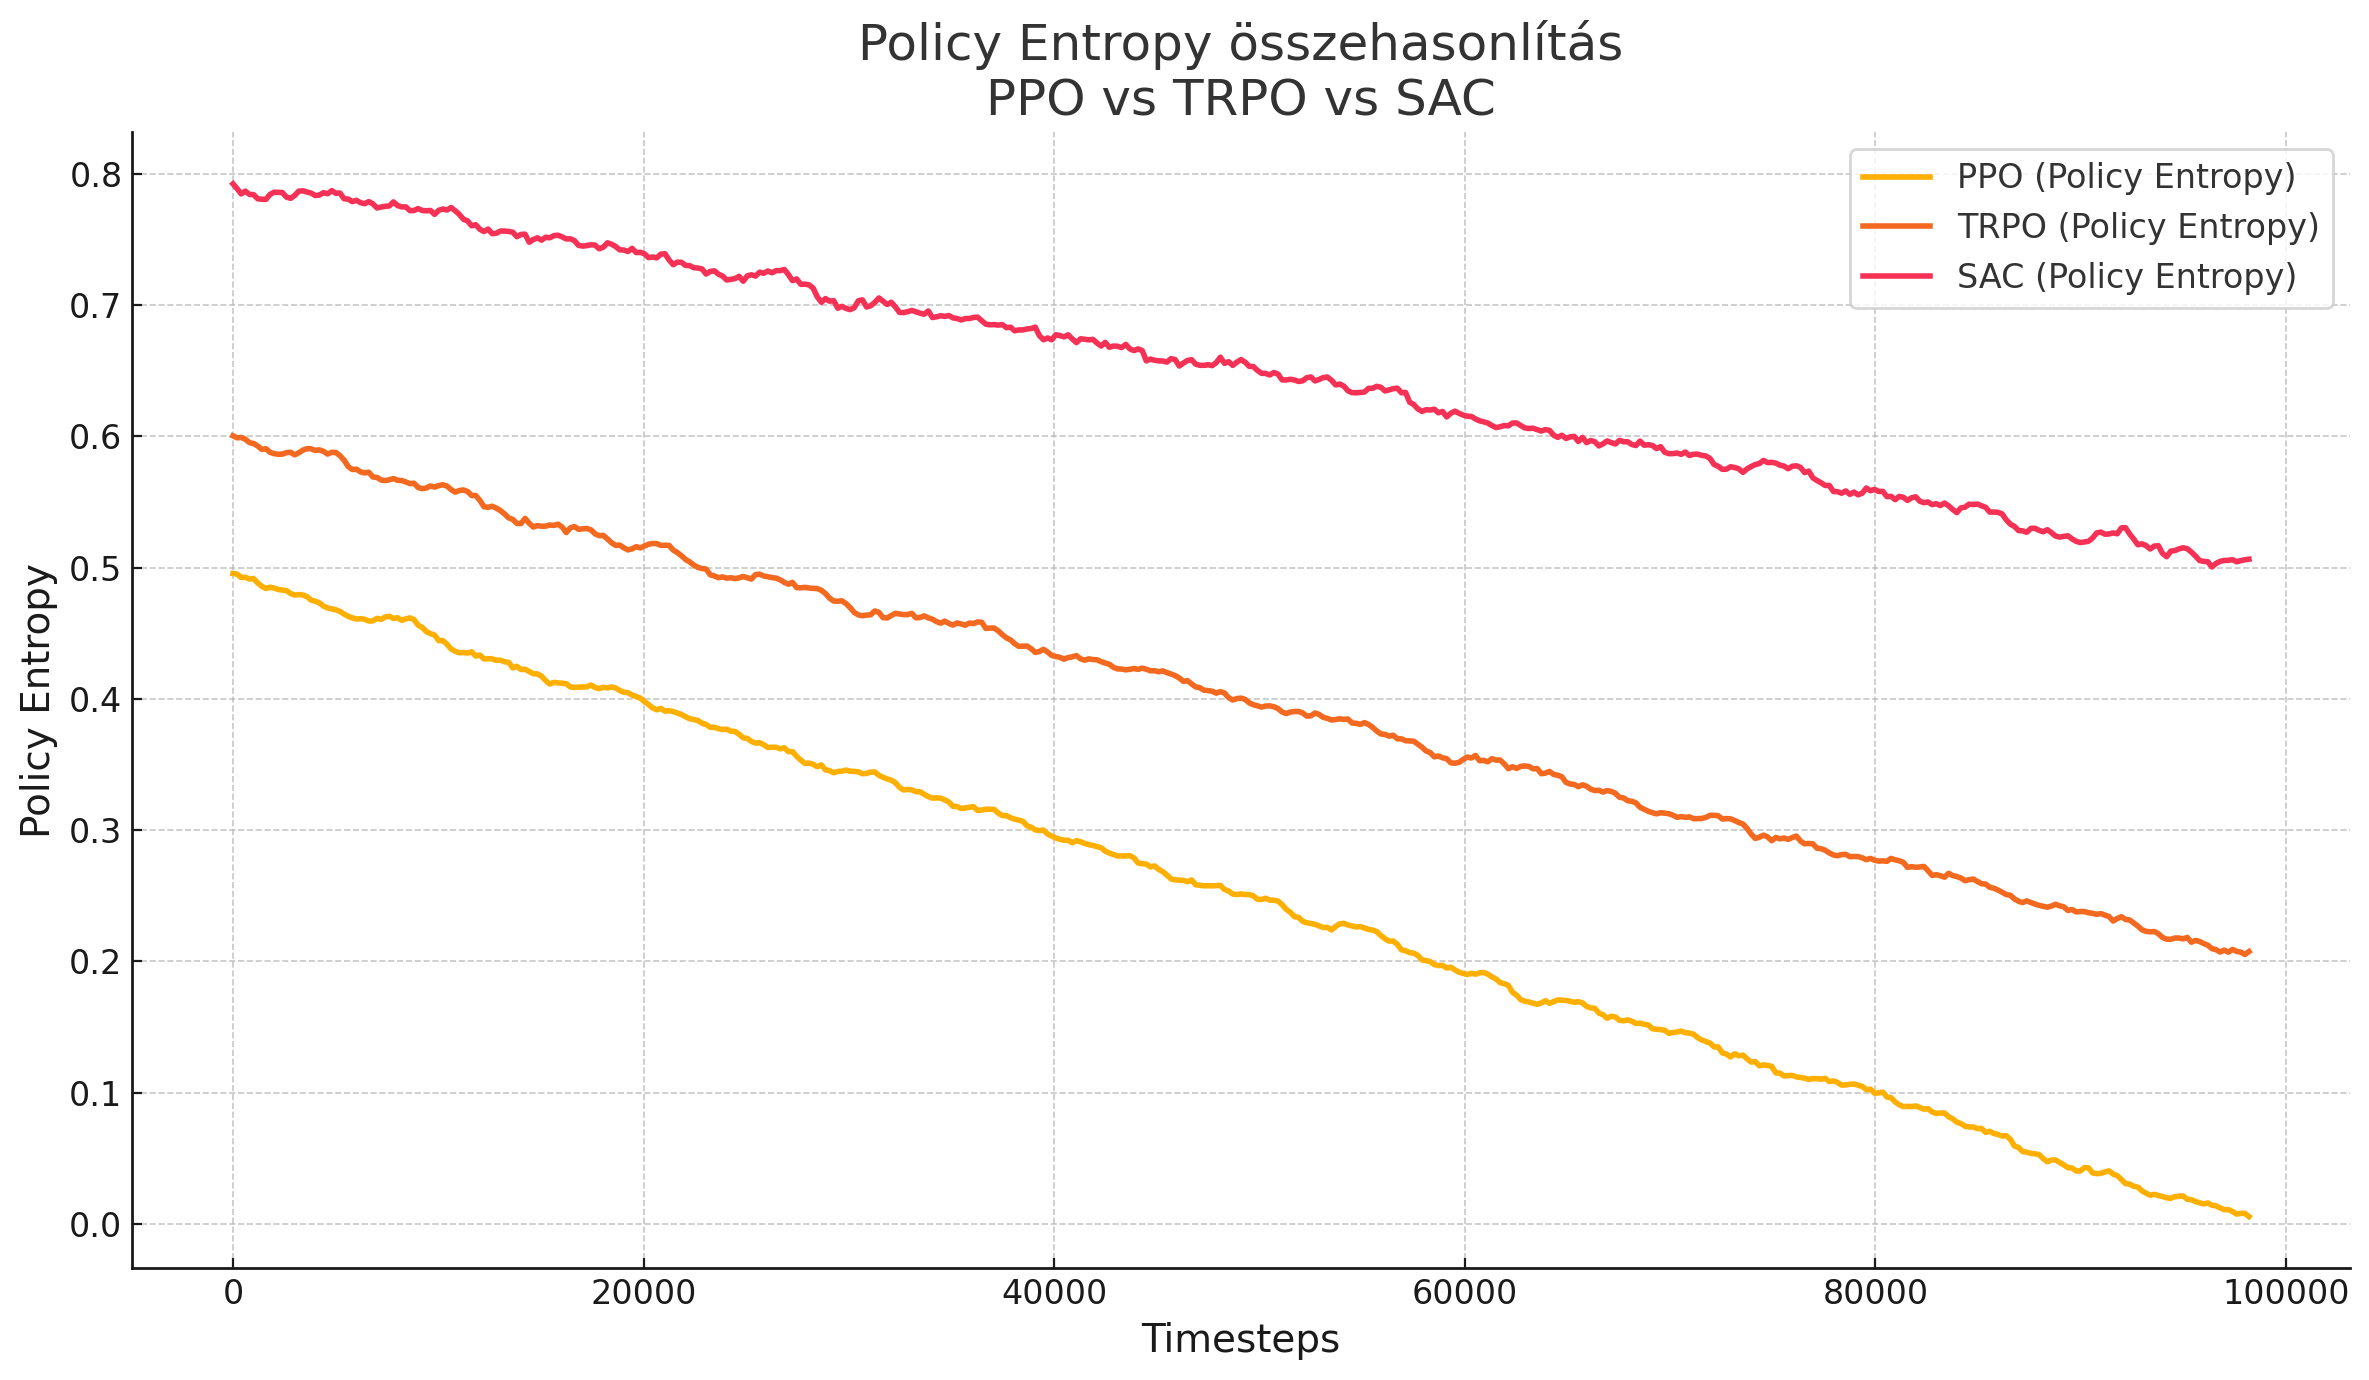 Policy Entropy összehasonlítás
PPO vs TRPO vs SAC
PPO (Policy Entropy)
TRPO (Policy Entropy)
SAC (Policy Entropy)
Policy Entropy
0.8
0.7
0.6
0.5
0.4
0.3
0.2
0.1
0.0
0 20000 40000 60000 80000 100000
Timesteps